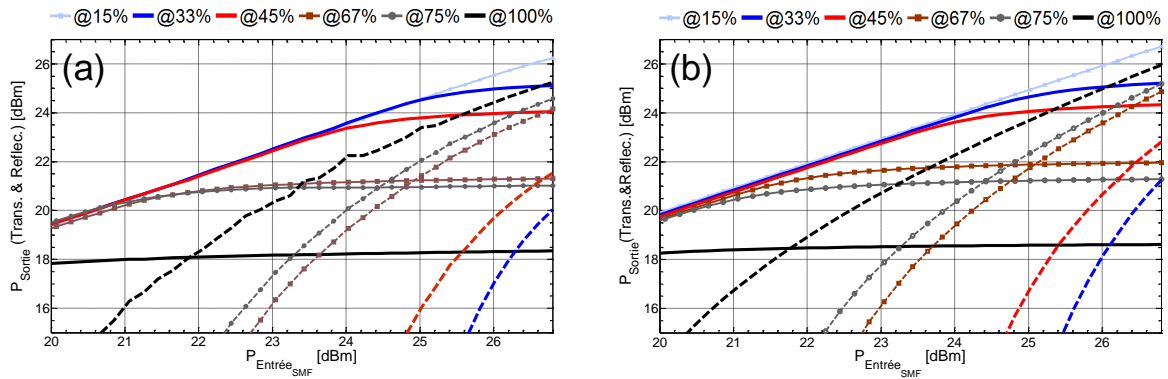 @15% @33% @45% @67% @75% @100%
(a)
P_Sortie (Trans. & Reflec.) [dBm]
26
24
22
20
18
16
20 21 22 23 24 25 26
P_Entrée_SMF [dBm]
@15% @33% @45% @67% @75% @100%
(b)
P_Sortie(Trans.&Reflec.) [dBm]
26
24
22
20
18
16
20 21 22 23 24 25 26
P_Entrée_SMF [dBm]